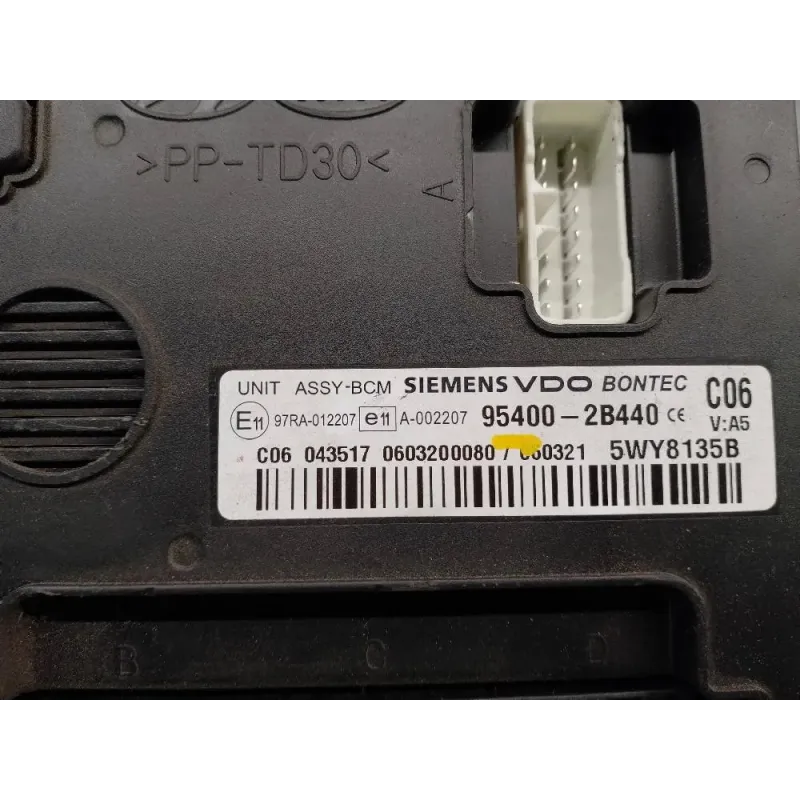 >PP-TD30<
A
UNIT ASSY-BCM SIEMENS VDO BONTEC C06
E11 97RA-012207 e11 A-002207 95400-2B440 CE V:A5
C06 043517 0603200080/060321 5WY8135B
B C D